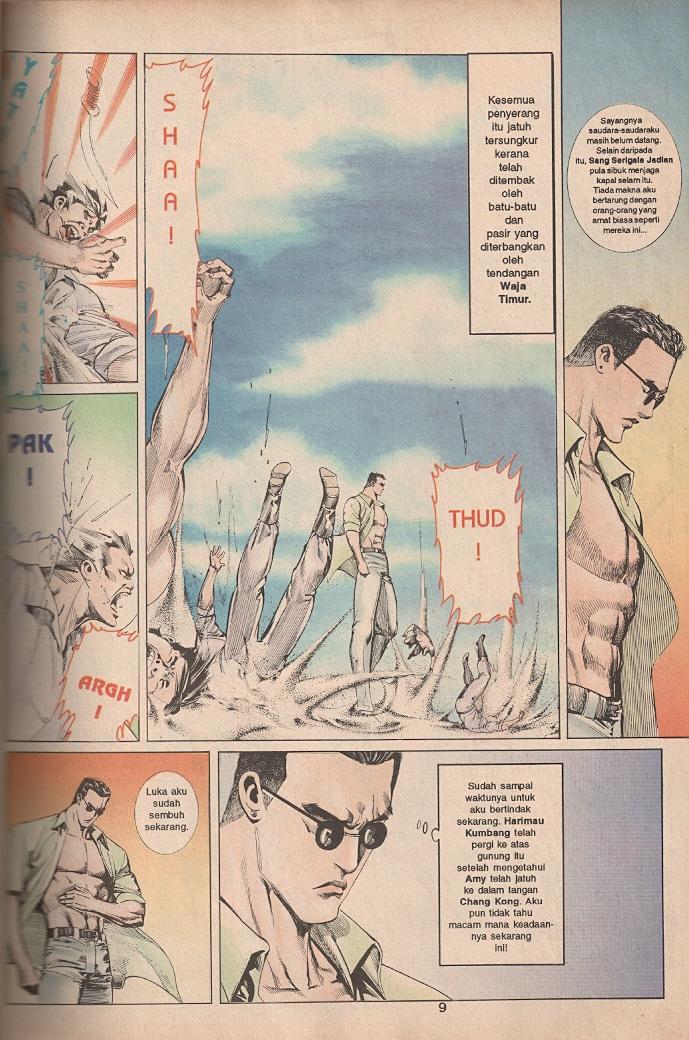 YAT
SHAA!
PAK
!
ARGH
!
SHAA!
Kesemua
penyerang
itu jatuh
tersungkur
kerana
telah
ditembak
oleh
batu-batu
dan
pasir yang
diterbangkan
oleh
tendangan
Waja
Timur.
THUD
!
Sayangnya
saudara-saudaraku
masih belum datang.
Selain daripada
itu, Sang Serigala Jadian
pula sibuk menjaga
kapal selam itu.
Tiada makna aku
bertarung dengan
orang-orang yang
amat biasa seperti
mereka ini...
Luka aku
sudah
sembuh
sekarang.
Sudah sampai
waktunya untuk
aku bertindak
sekarang. Harimau
Kumbang telah
pergi ke atas
gunung itu
setelah mengetahui
Amy telah jatuh
ke dalam tangan
Chang Kong. Aku
pun tidak tahu
macam mana keadaan-
nya sekarang
ini!
9